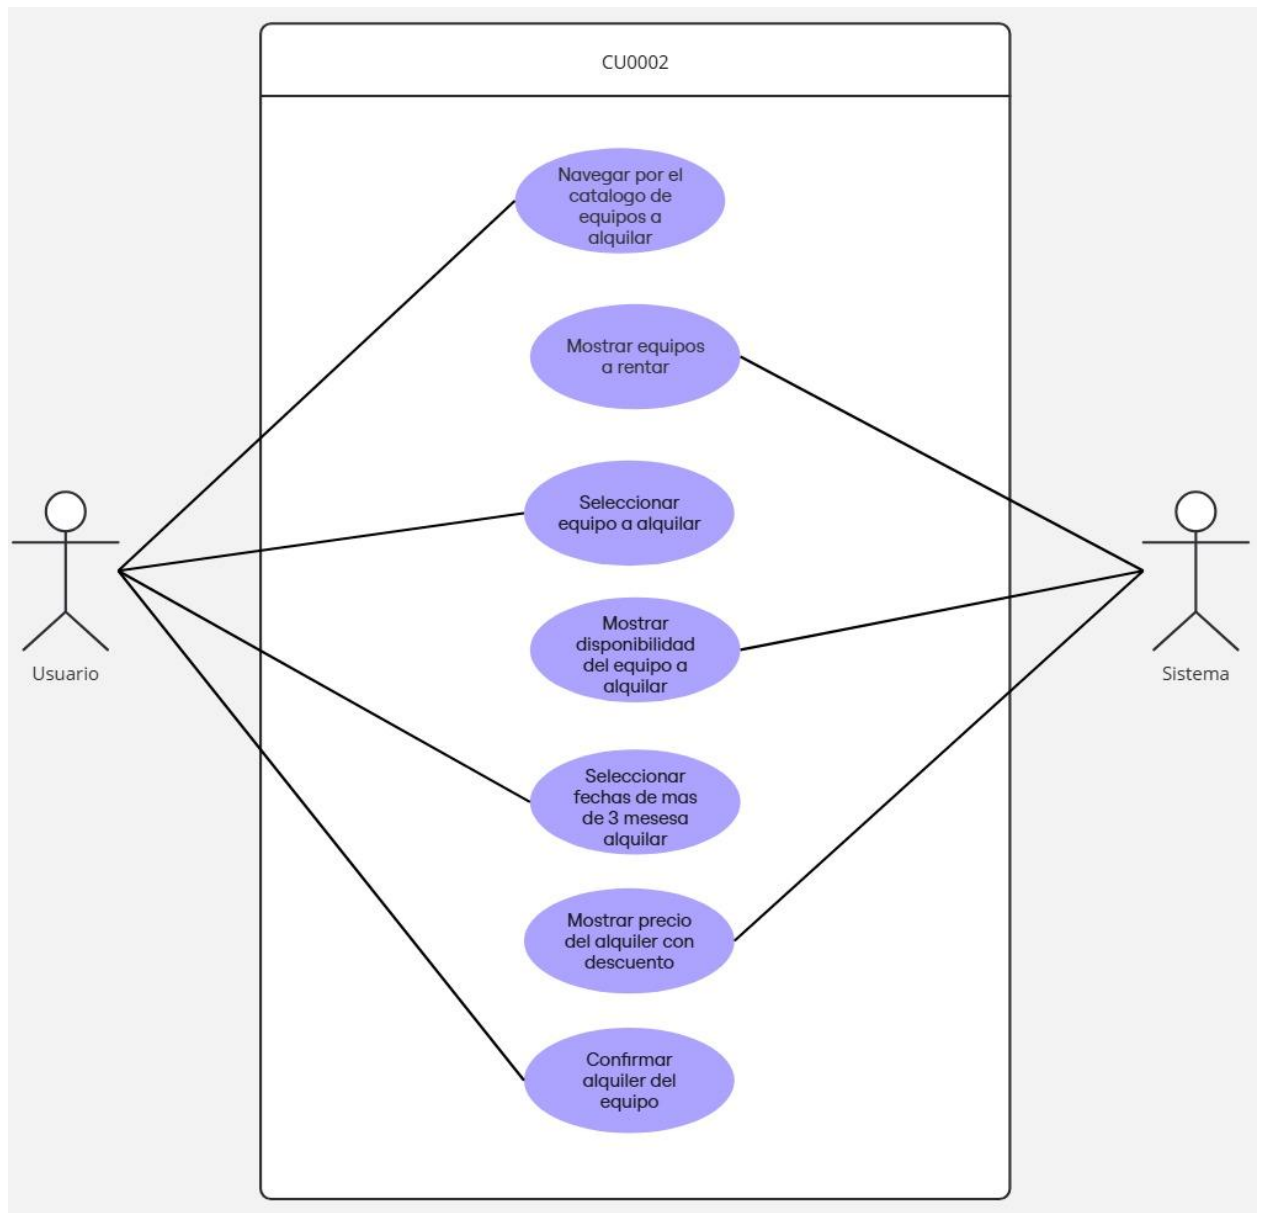 CU0002
Navegar por el
catalogo de
equipos a
alquilar
Mostrar equipos
a rentar
Seleccionar
equipo a alquilar
Mostrar
disponibilidad
del equipo a
alquilar
Usuario
Sistema
Seleccionar
fechas de mas
de 3 mesesa
alquilar
Mostrar precio
del alquiler con
descuento
Confirmar
alquiler del
equipo